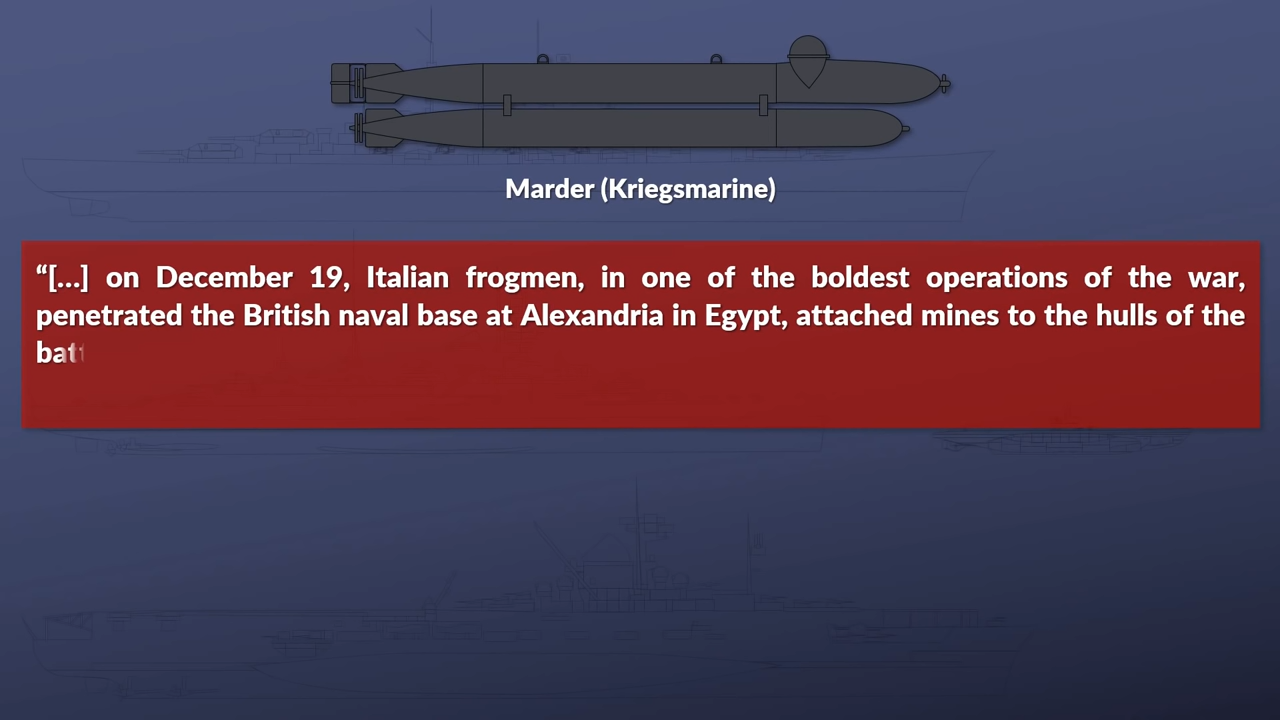 Marder (Kriegsmarine)
“[...] on December 19, Italian frogmen, in one of the boldest operations of the war,
penetrated the British naval base at Alexandria in Egypt, attached mines to the hulls of the